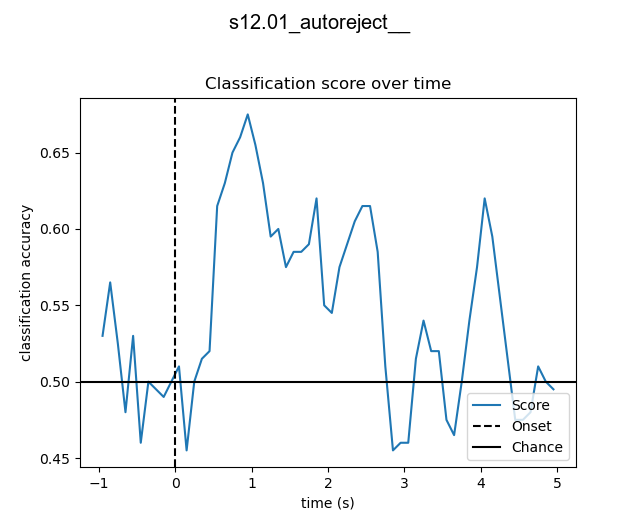 s12.01_autoreject__
Classification score over time
classification accuracy
0.65
0.60
0.55
0.50
0.45
−1
0
1
2
3
4
5
time (s)
Score
Onset
Chance